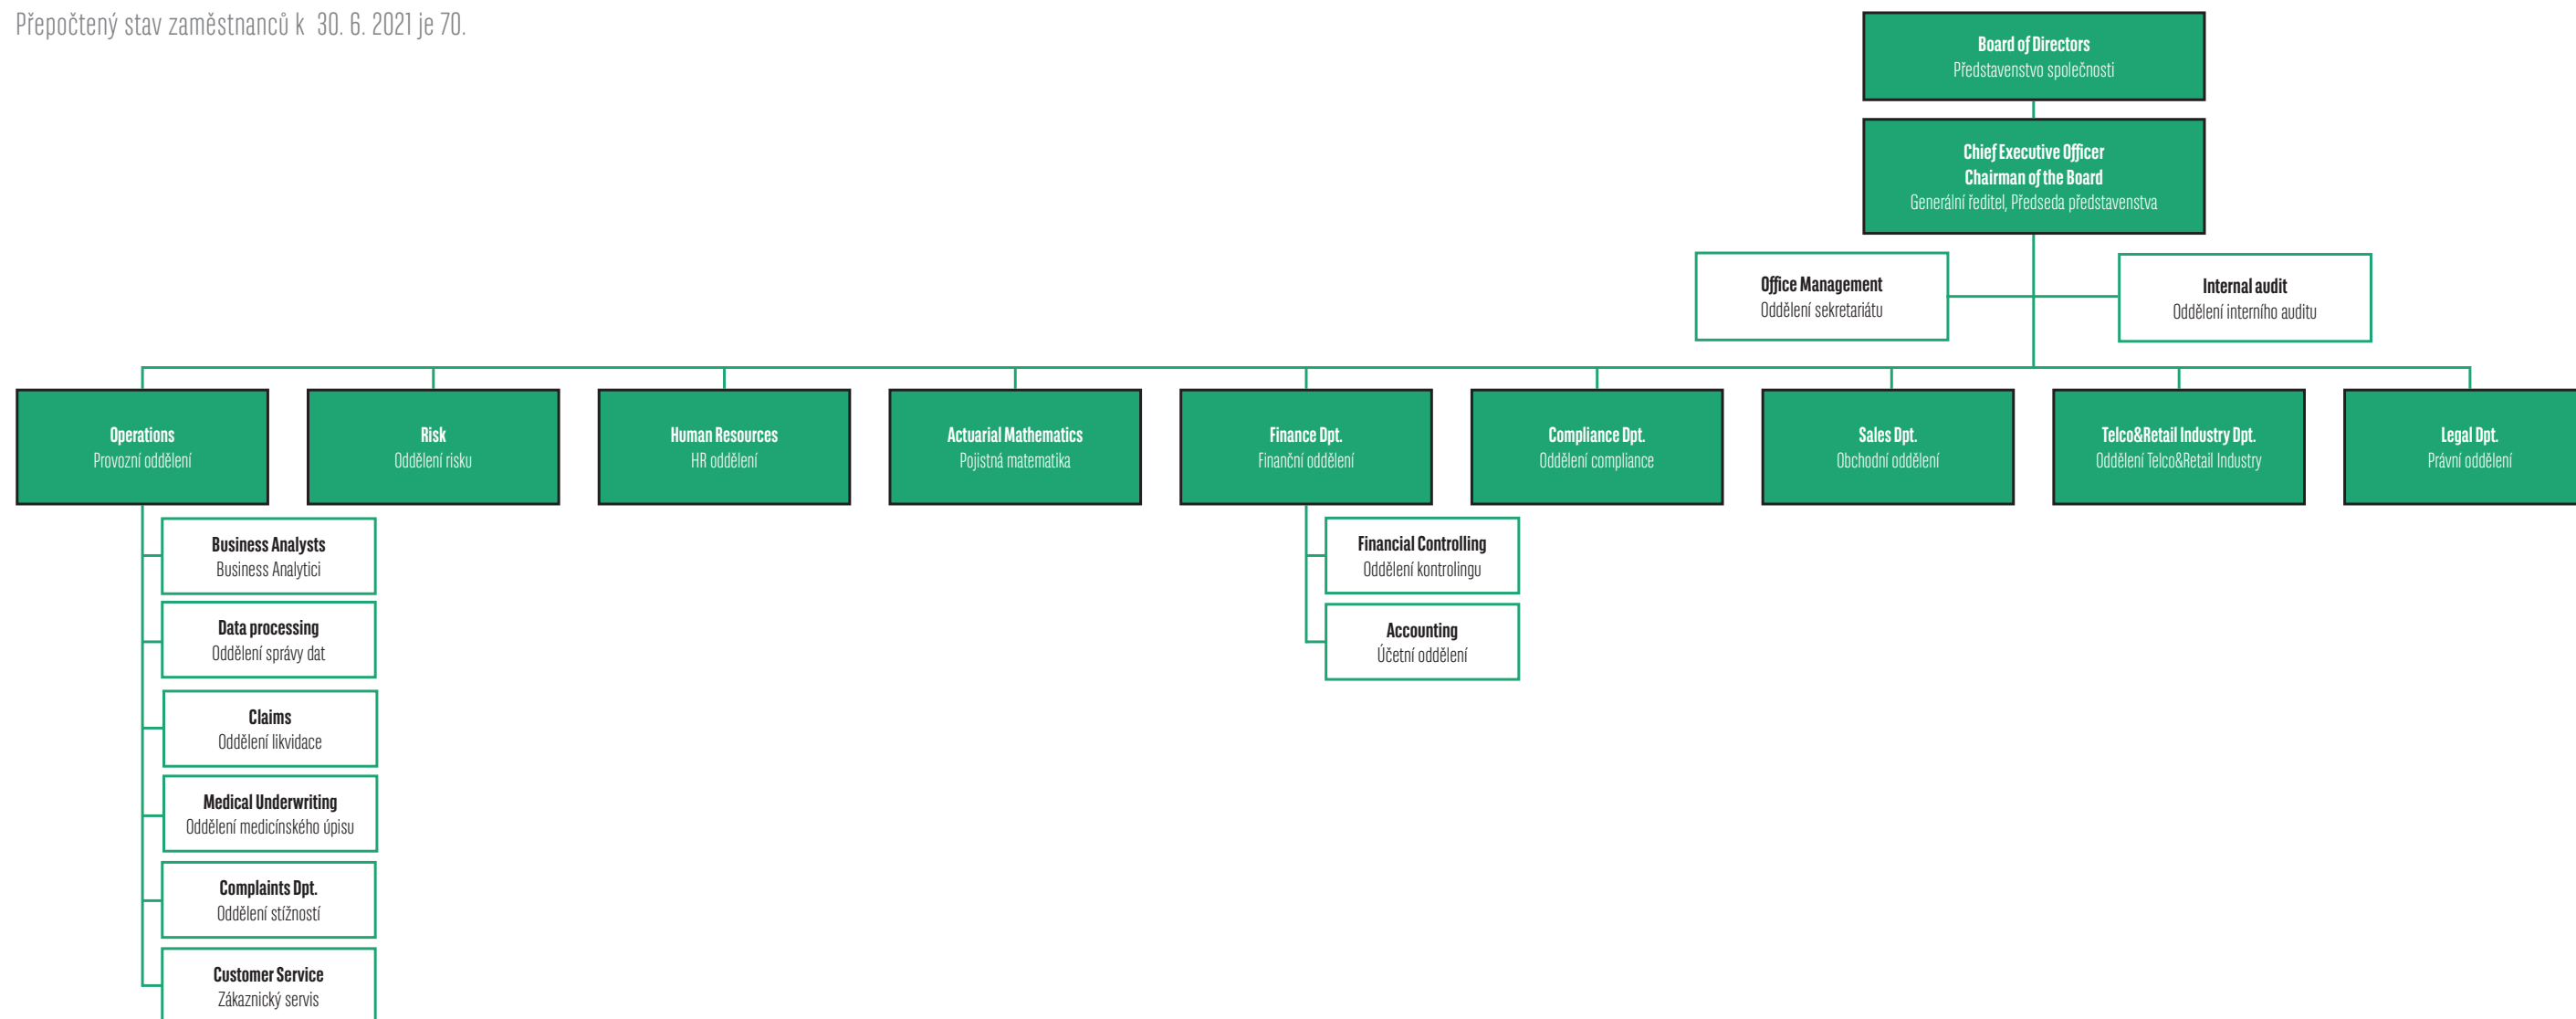 Přepočtený stav zaměstnanců k 30. 6. 2021 je 70.
Board of Directors
Představenstvo společnosti
Chief Executive Officer
Chairman of the Board
Generální ředitel, Předseda představenstva
Office Management
Oddělení sekretariátu
Internal audit
Oddělení interního auditu
Operations
Provozní oddělení
Risk
Oddělení risku
Human Resources
HR oddělení
Actuarial Mathematics
Pojistná matematika
Finance Dpt.
Finanční oddělení
Compliance Dpt.
Oddělení compliance
Sales Dpt.
Obchodní oddělení
Telco&Retail Industry Dpt.
Oddělení Telco&Retail Industry
Legal Dpt.
Právní oddělení
Business Analysts
Business Analytici
Data processing
Oddělení správy dat
Claims
Oddělení likvidace
Medical Underwriting
Oddělení medicínského úpisu
Complaints Dpt.
Oddělení stížností
Customer Service
Zákaznický servis
Financial Controlling
Oddělení kontrolingu
Accounting
Účetní oddělení